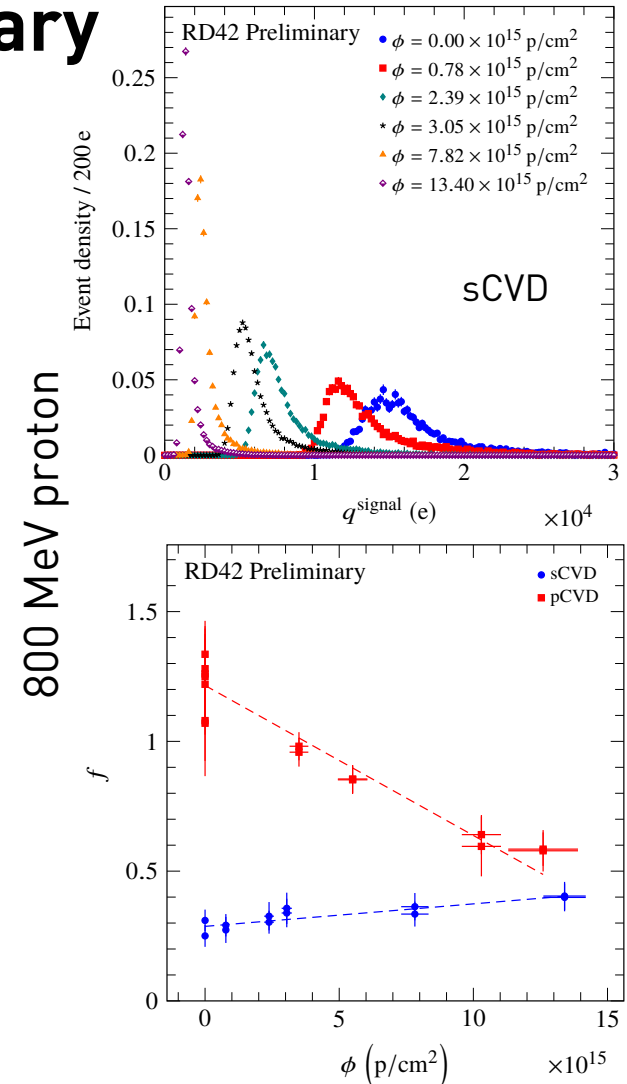 ary
800 MeV proton
RD42 Preliminary
ϕ = 0.00 × 10¹⁵ p/cm²
ϕ = 0.78 × 10¹⁵ p/cm²
ϕ = 2.39 × 10¹⁵ p/cm²
ϕ = 3.05 × 10¹⁵ p/cm²
ϕ = 7.82 × 10¹⁵ p/cm²
ϕ = 13.40 × 10¹⁵ p/cm²
sCVD
Event density / 200 e
0.25
0.2
0.15
0.1
0.05
0
0 1 2 3
q^signal (e)
×10⁴
RD42 Preliminary
sCVD
pCVD
f
1.5
1
0.5
0
0 5 10 15
ϕ (p/cm²)
×10¹⁵